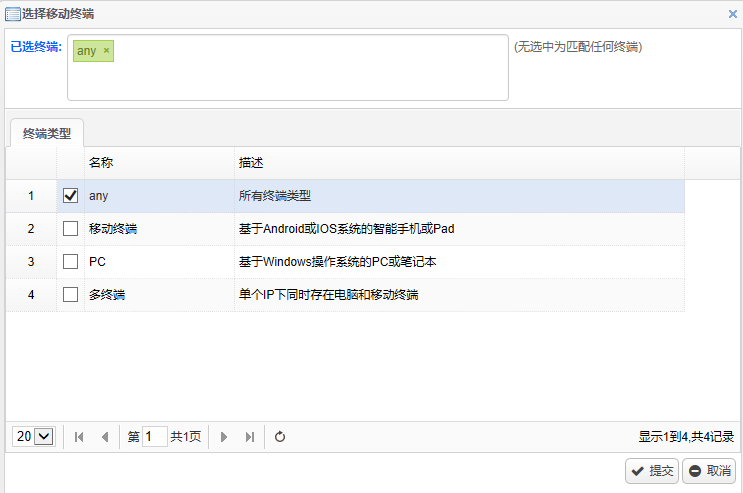 选择移动终端 ×
已选终端: any × (无选中为匹配任何终端)
终端类型
名称 描述
1 any 所有终端类型
2 移动终端 基于Android或IOS系统的智能手机或Pad
3 PC 基于Windows操作系统的PC或笔记本
4 多终端 单个IP下同时存在电脑和移动终端
20 第 1 共1页 显示1到4,共4记录
提交 取消